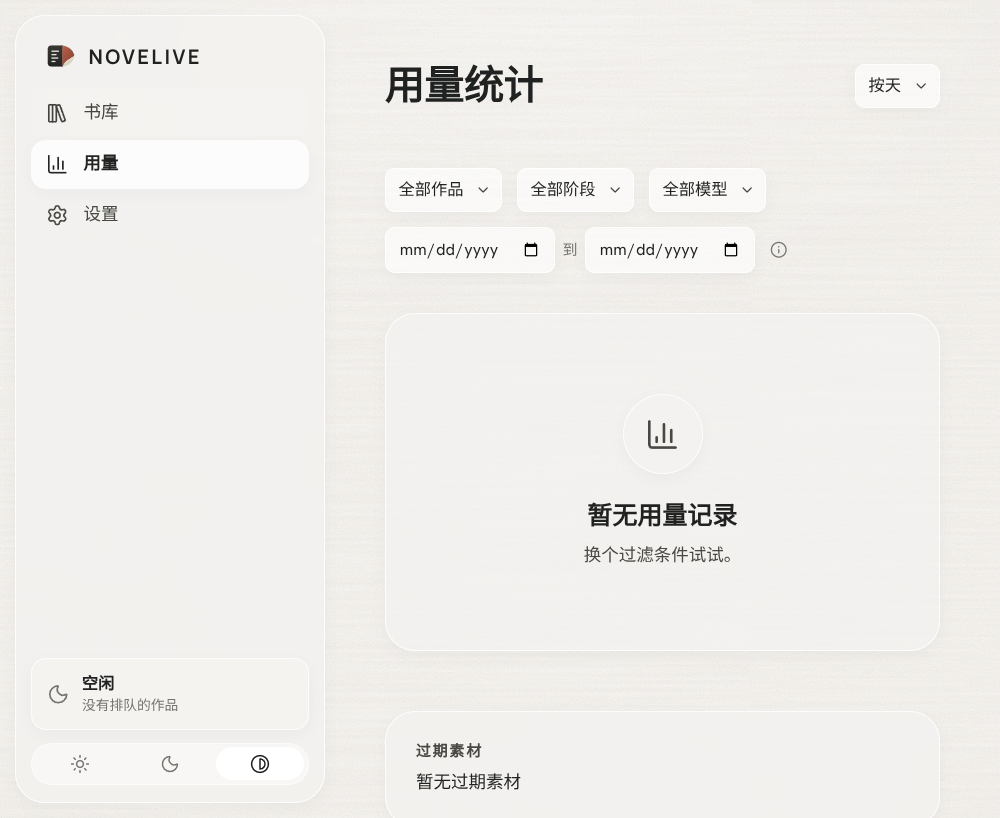 NOVELIVE
书库
用量
设置
空闲
没有排队的作品
用量统计
按天
全部作品
全部阶段
全部模型
mm/dd/yyyy
到
mm/dd/yyyy
暂无用量记录
换个过滤条件试试。
过期素材
暂无过期素材